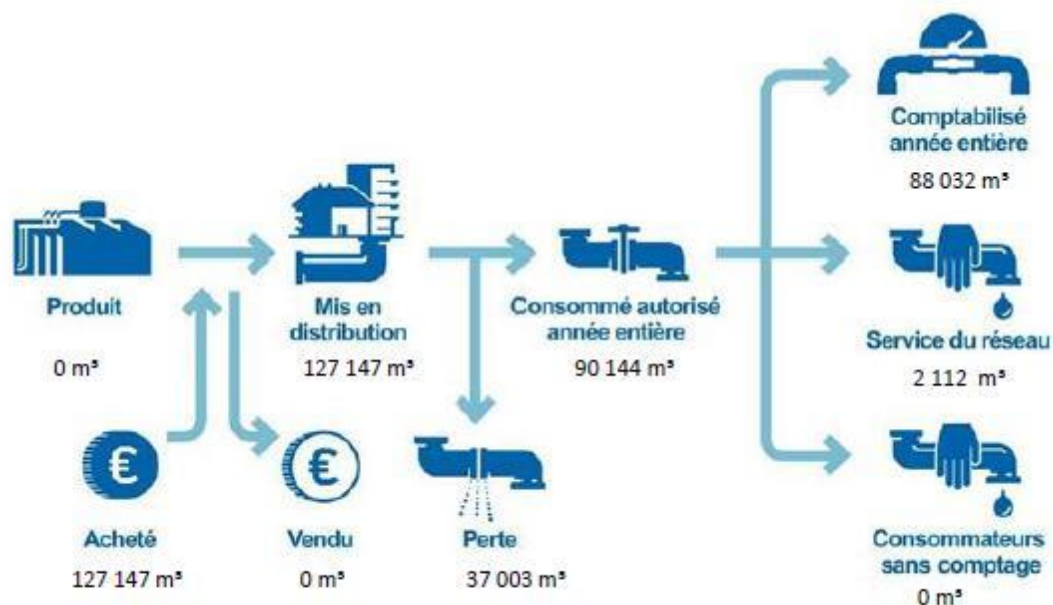 Comptabilisé
année entière
88 032 m³
Produit
0 m³
Mis en
distribution
127 147 m³
Consommé autorisé
année entière
90 144 m³
Service du réseau
2 112 m³
€
Acheté
127 147 m³
€
Vendu
0 m³
Perte
37 003 m³
Consommateurs
sans comptage
0 m³